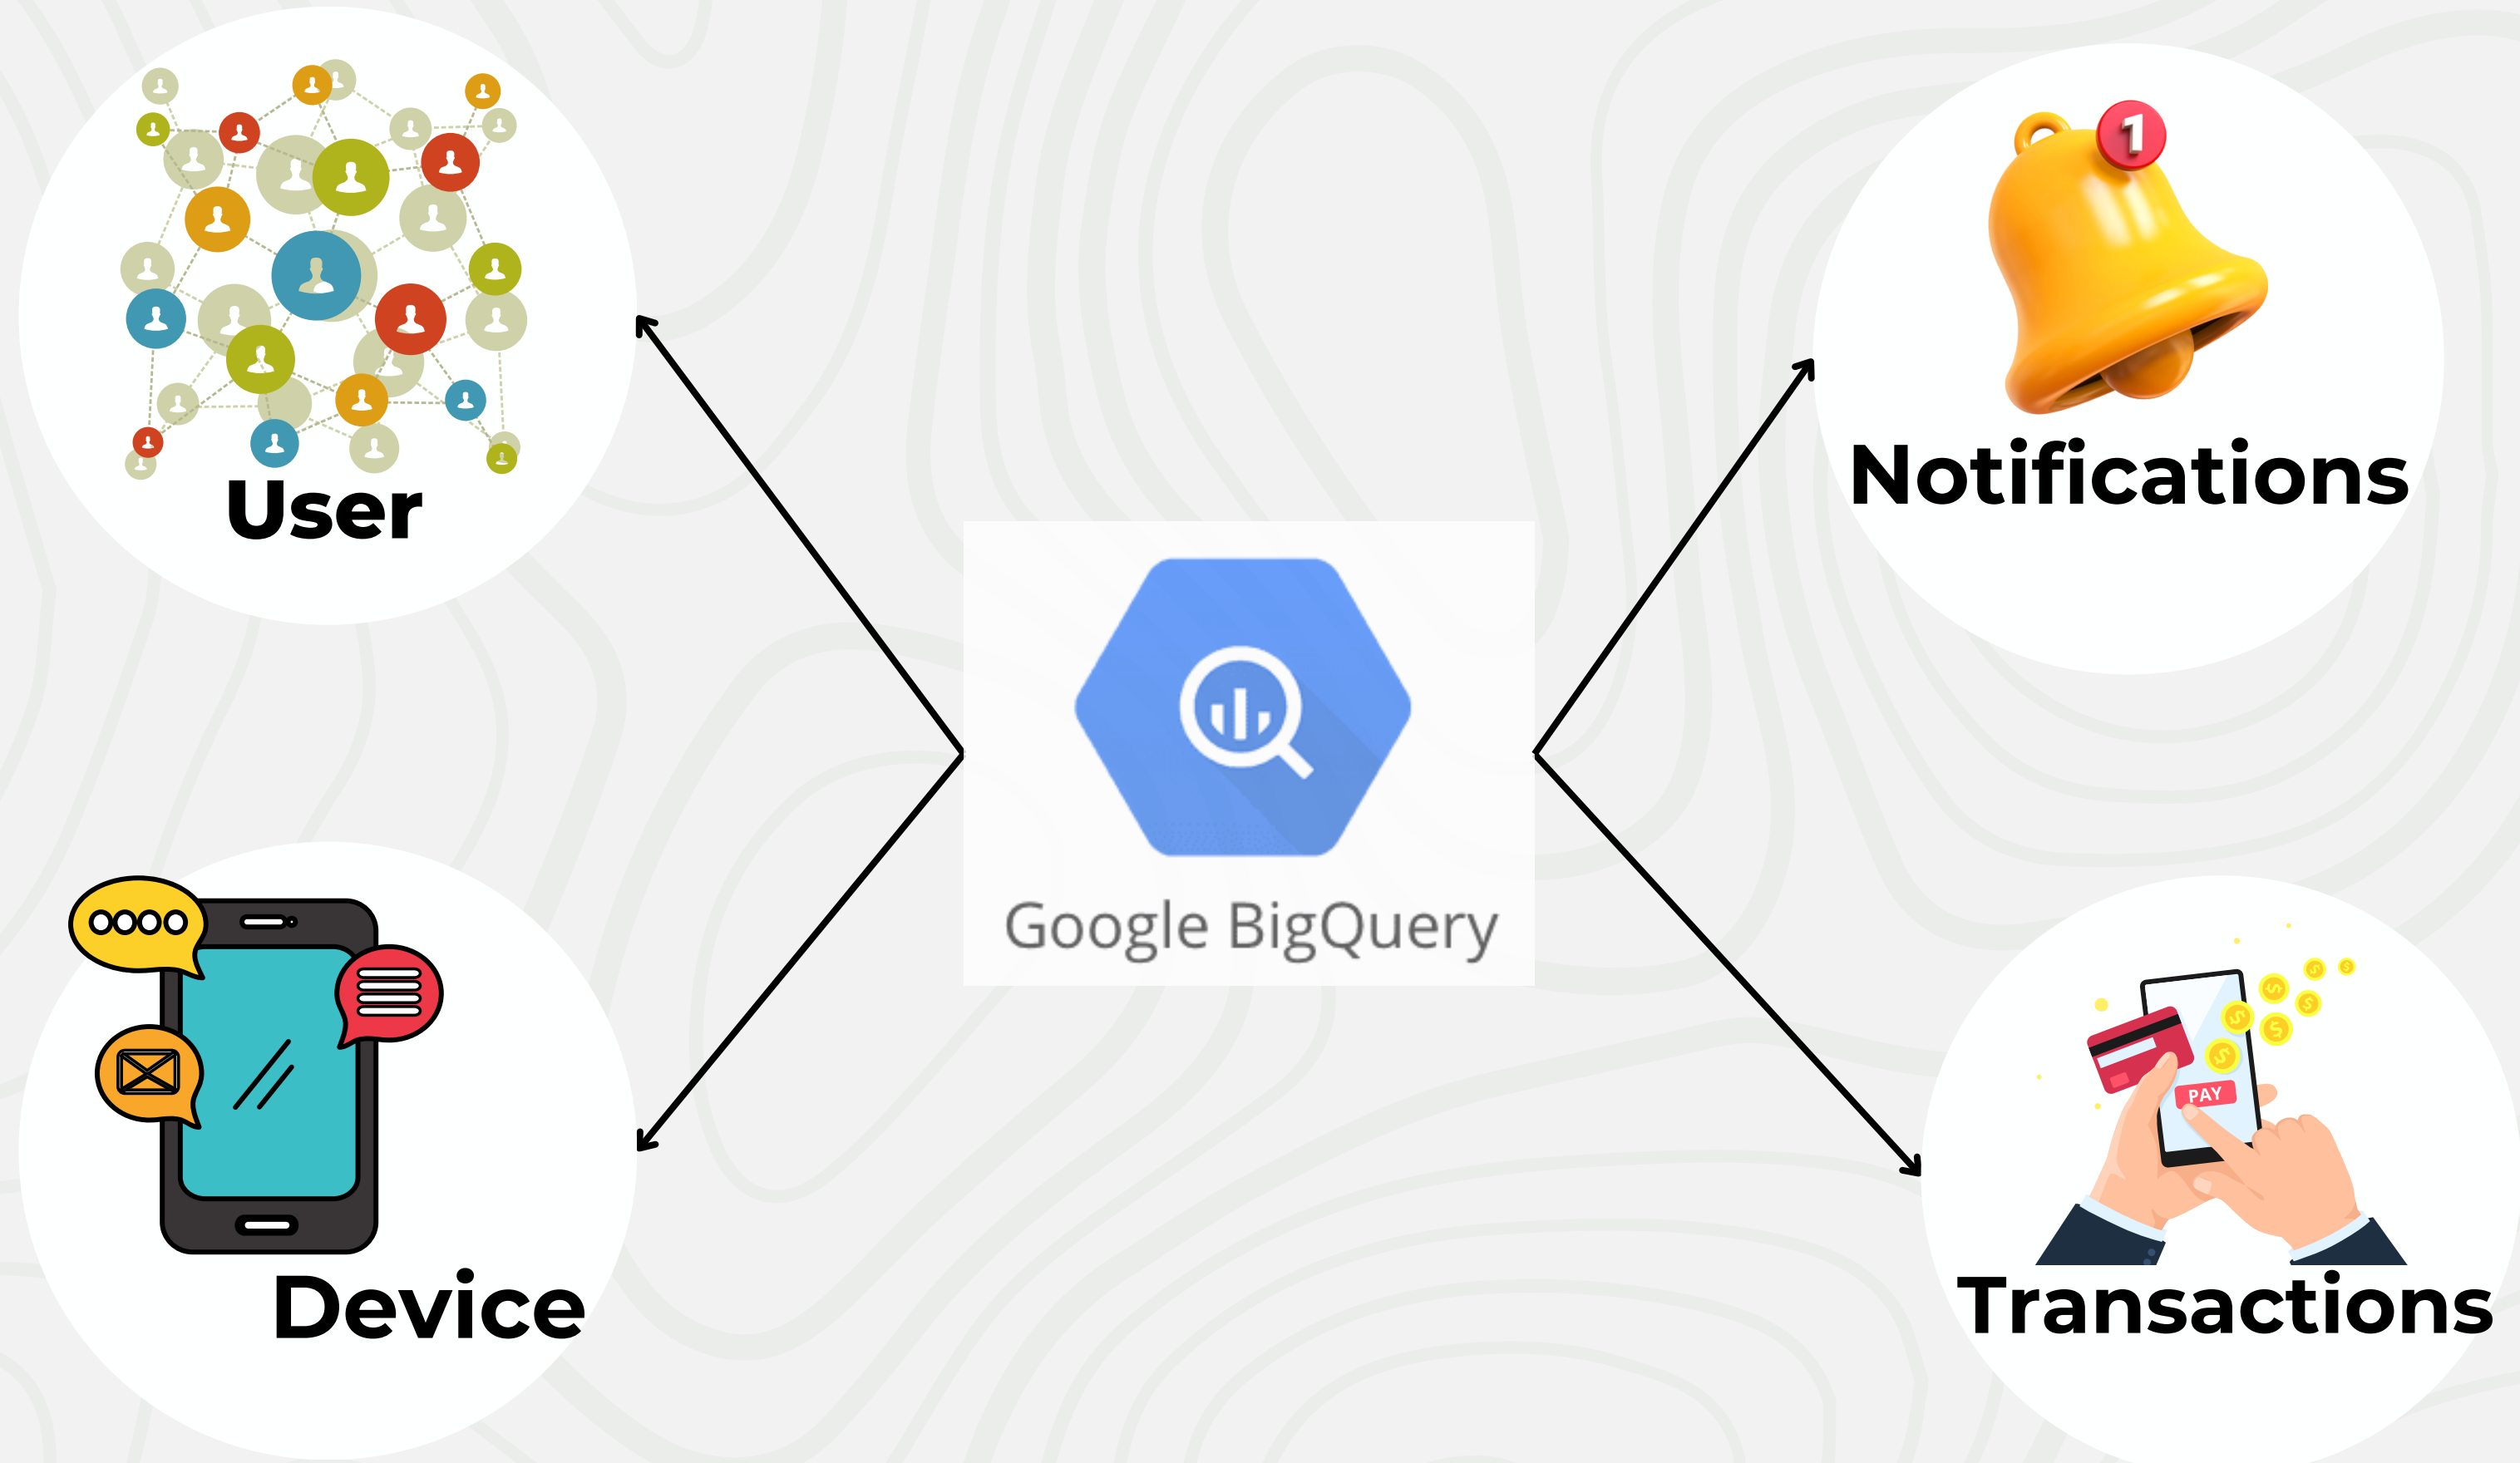 User
1
Notifications
Google BigQuery
Device
PAY
Transactions